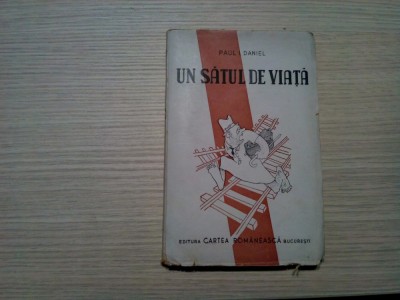 PAUL I. DANIEL
UN SĂTUL DE VIAȚĂ
EDITURA CARTEA ROMÂNEASCĂ BUCUREȘTI